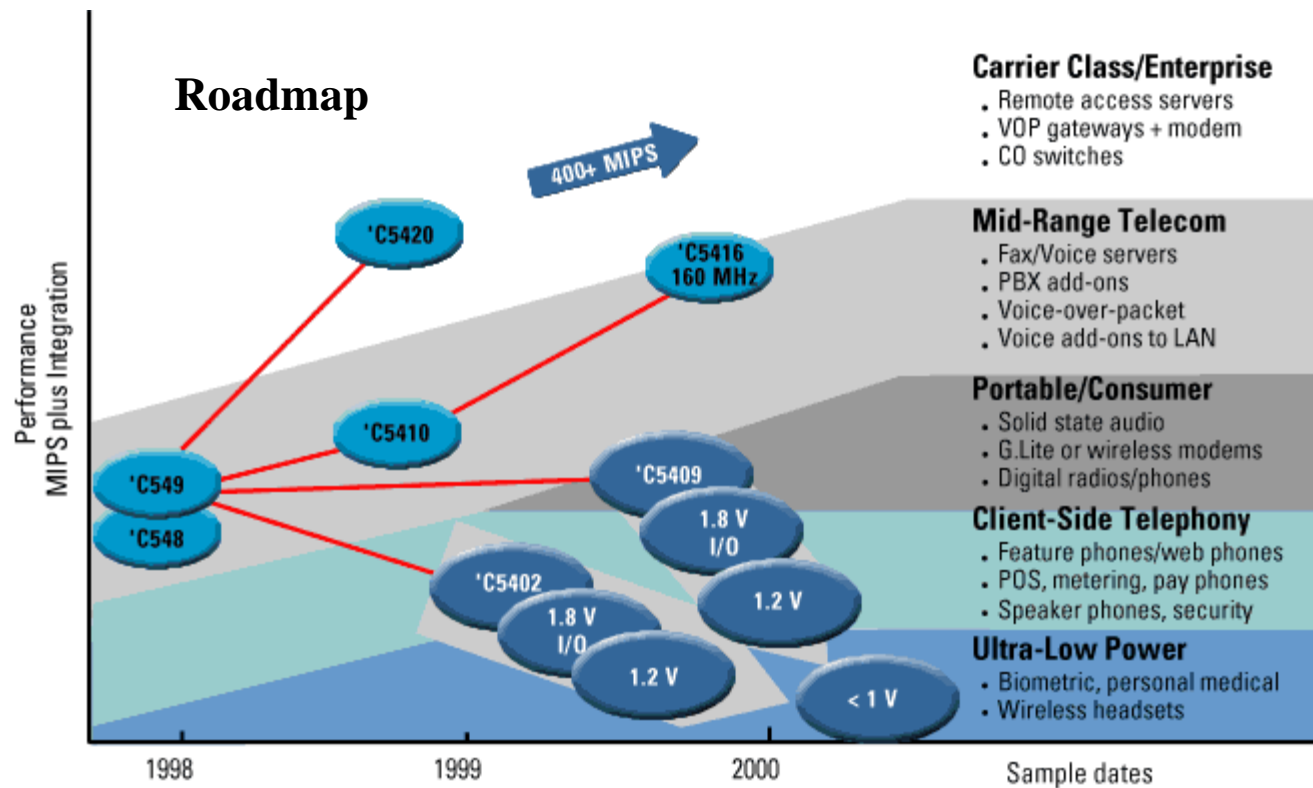 Roadmap
400+ MIPS
'C5420
'C5416
160 MHz
'C5410
'C549
'C548
'C5409
1.8 V
I/O
1.2 V
'C5402
1.8 V
I/O
1.2 V
< 1 V
Performance
MIPS plus Integration
Carrier Class/Enterprise
. Remote access servers
. VOP gateways + modem
. CO switches
Mid-Range Telecom
. Fax/Voice servers
. PBX add-ons
. Voice-over-packet
. Voice add-ons to LAN
Portable/Consumer
. Solid state audio
. G.Lite or wireless modems
. Digital radios/phones
Client-Side Telephony
• Feature phones/web phones
• POS, metering, pay phones
• Speaker phones, security
Ultra-Low Power
• Biometric, personal medical
• Wireless headsets
1998
1999
2000
Sample dates